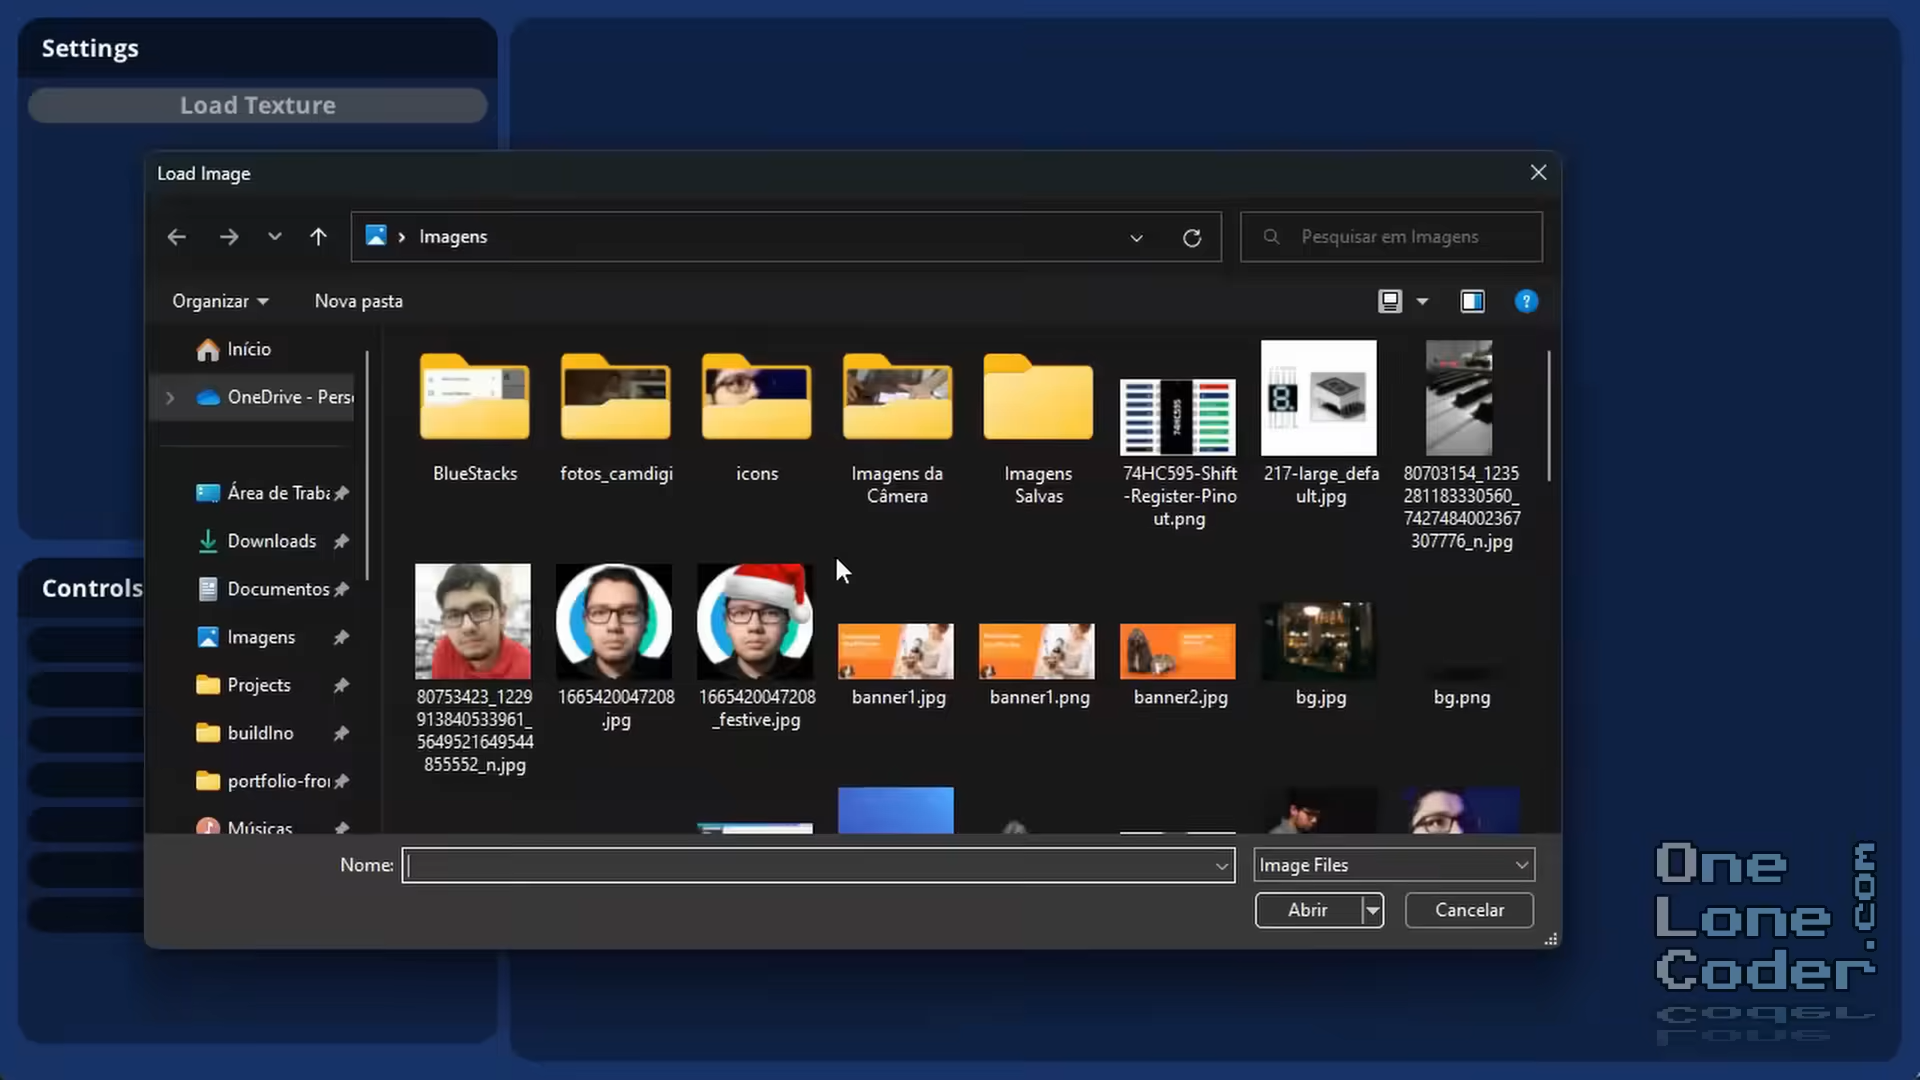 Settings
Load Texture
Load Image
Imagens
Pesquisar em Imagens
Organizar
Nova pasta
Início
OneDrive - Pers
Área de Traba
Downloads
Documentos
Imagens
Projects
buildIno
portfolio-fron
Músicas
BlueStacks
fotos_camdigi
icons
Imagens da
Câmera
Imagens
Salvas
74HC595
74HC595-Shift
-Register-Pino
ut.png
217-large_defa
ult.jpg
80703154_1235
281183330560_
7427484002367
307776_n.jpg
80753423_1229
913840533961_
5649521649544
855552_n.jpg
1665420047208
.jpg
1665420047208
_festive.jpg
banner1.jpg
banner1.png
banner2.jpg
bg.jpg
bg.png
Controls
Nome:
Image Files
Abrir
Cancelar
One
Lone
Coder
.com